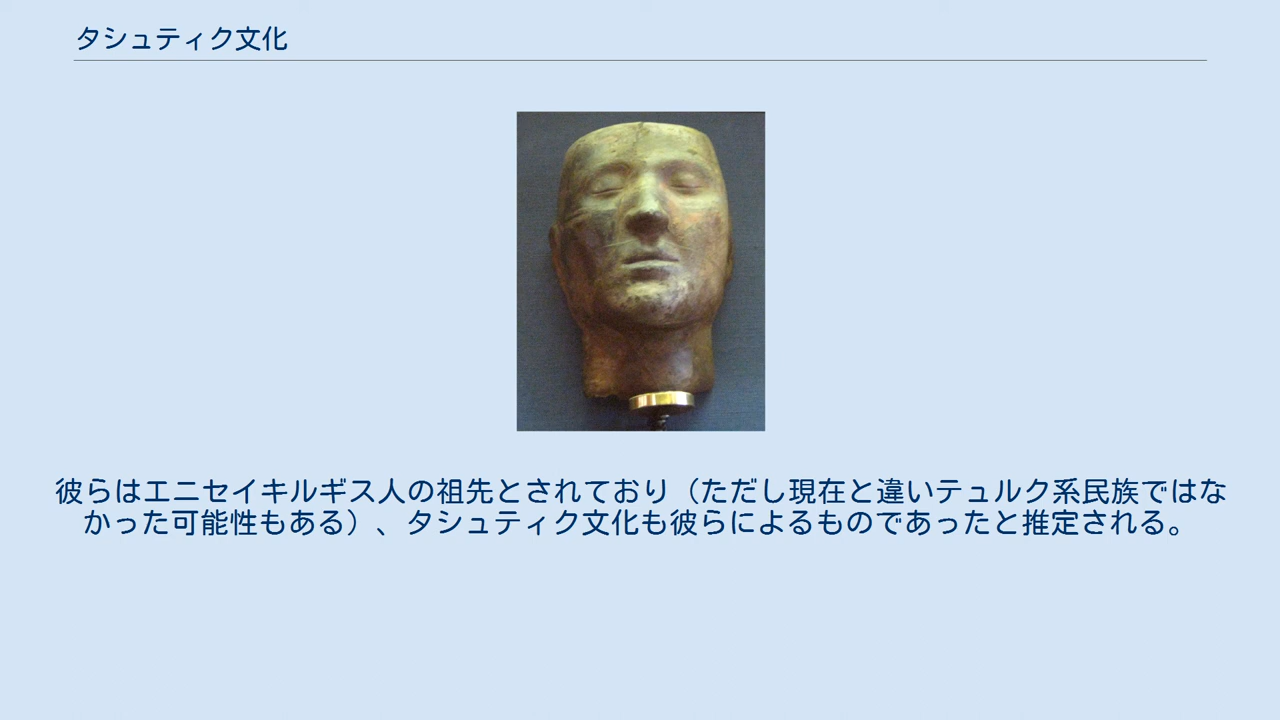 タシュティク文化
彼らはエニセイキルギス人の祖先とされており（ただし現在と違いテュルク系民族ではな
かった可能性もある）、タシュティク文化も彼らによるものであったと推定される。